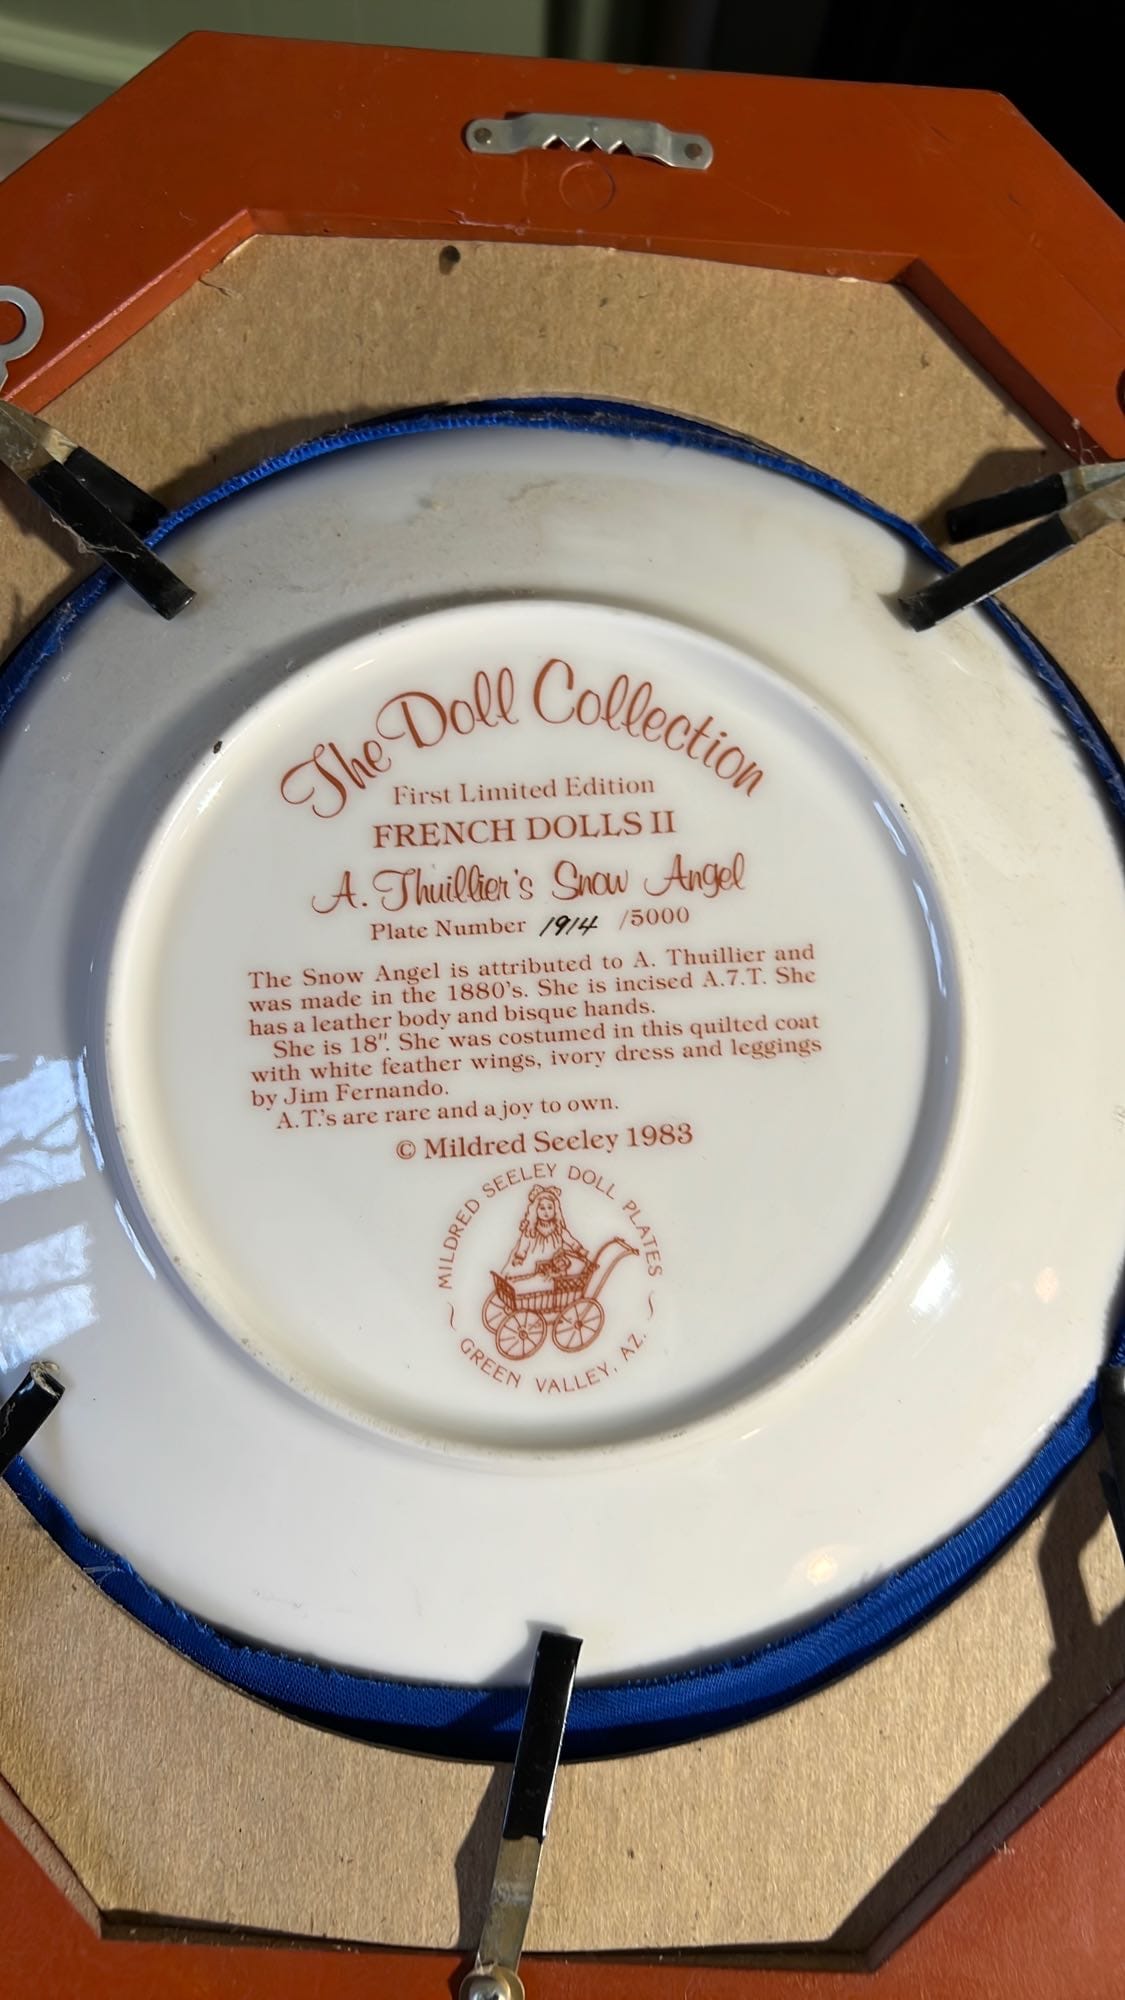 The Doll Collection
First Limited Edition
FRENCH DOLLS II
A. Thuillier's Snow Angel
Plate Number 1914 /5000
The Snow Angel is attributed to A. Thuillier and
was made in the 1880's. She is incised A.7.T. She
has a leather body and bisque hands.
She is 18". She was costumed in this quilted coat
with white feather wings, ivory dress and leggings
by Jim Fernando.
A.T.'s are rare and a joy to own.
© Mildred Seeley 1983
MILDRED SEELEY DOLL PLATES
~ GREEN VALLEY, AZ. ~